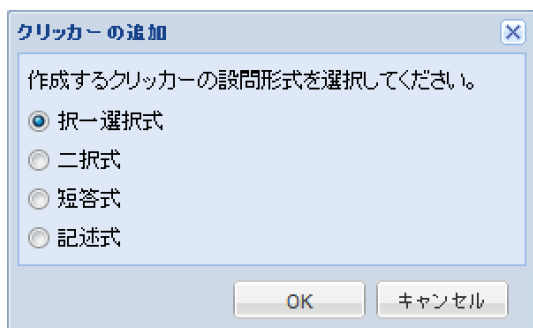 クリッカーの追加
作成するクリッカーの設問形式を選択してください。
択一選択式
二択式
短答式
記述式
OK キャンセル